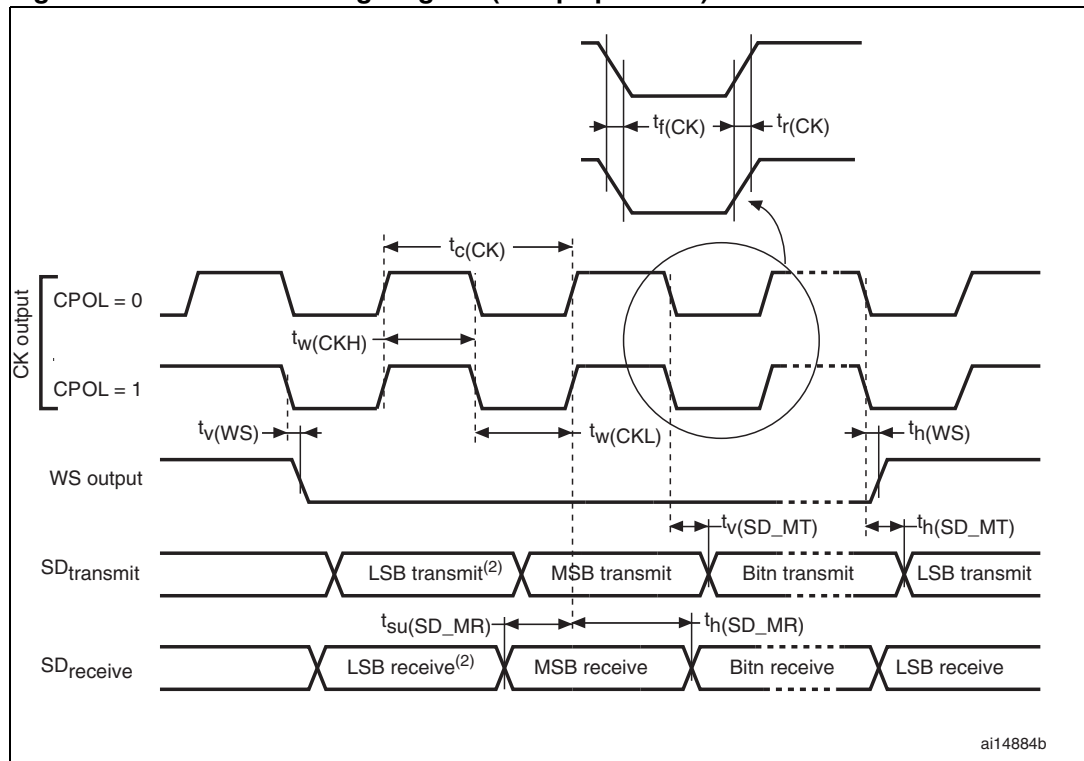 tf(CK)
tr(CK)
tc(CK)
CK output
CPOL = 0
tw(CKH)
CPOL = 1
tv(WS)
tw(CKL)
th(WS)
WS output
tv(SD_MT)
th(SD_MT)
SDtransmit
LSB transmit(2)
MSB transmit
Bitn transmit
LSB transmit
tsu(SD_MR)
th(SD_MR)
SDreceive
LSB receive(2)
MSB receive
Bitn receive
LSB receive
ai14884b